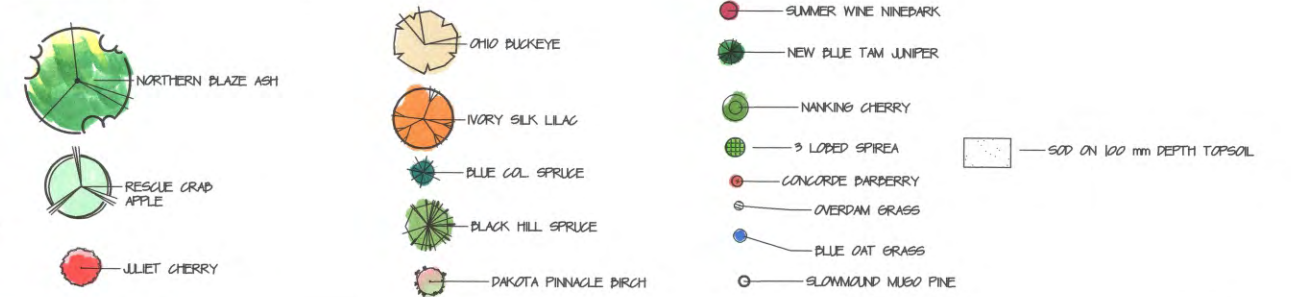 NORTHERN BLAZE ASH
RESCUE CRAB
APPLE
JULIET CHERRY
OHIO BUCKEYE
IVORY SILK LILAC
BLUE COL. SPRUCE
BLACK HILL SPRUCE
DAKOTA PINNACLE BIRCH
SUMMER WINE NINEBARK
NEW BLUE TAM JUNIPER
NANKING CHERRY
3 LOBED SPIREA
CONCORDE BARBERRY
OVERDAM GRASS
BLUE OAT GRASS
SLOWMOUND MUGO PINE
SOD ON 100 mm DEPTH TOPSOIL